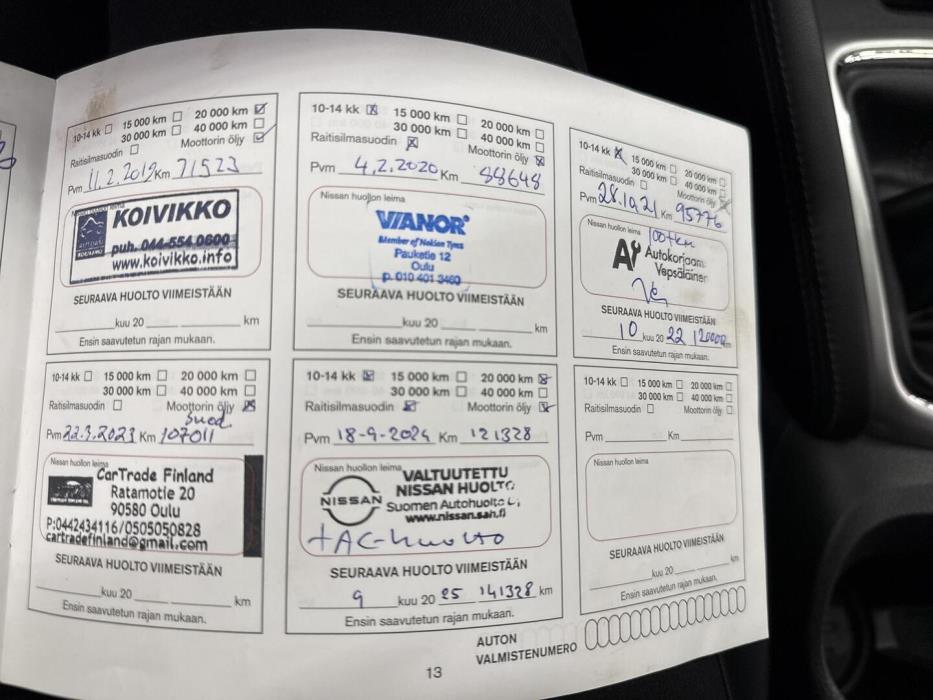 10-14 kk 15 000 km 20 000 km
30 000 km 40 000 km
Raitisilmasuodin Moottorin öljy
Pvm 11.2.2019 Km 71523
Nissan huollon leima
KOIVIKKO
puh. 044-554 0600
www.koivikko.info
SEURAAVA HUOLTO VIIMEISTÄÄN
kuu 20 km
Ensin saavutetun rajan mukaan.
10-14 kk 15 000 km 20 000 km
30 000 km 40 000 km
Raitisilmasuodin Moottorin öljy
Pvm 4.2.2020 Km 88648
Nissan huollon leima
VIANOR
Member of Nokian Tyres
Pauketie 12
Oulu
p. 010 401 3460
SEURAAVA HUOLTO VIIMEISTÄÄN
kuu 20 km
Ensin saavutetun rajan mukaan.
10-14 kk 15 000 km 20 000 km
30 000 km 40 000 km
Raitisilmasuodin Moottorin öljy
Pvm 28.10.21 Km 95776
Nissan huollon leima
Autokorjaam
Vepsäläinen
SEURAAVA HUOLTO VIIMEISTÄÄN
10 kuu 20 22 120000 km
Ensin saavutetun rajan mukaan.
10-14 kk 15 000 km 20 000 km
30 000 km 40 000 km
Raitisilmasuodin Moottorin öljy
suod.
Pvm 22.3.2023 Km 107011
Nissan huollon leima
CarTrade Finland
Ratamotie 20
90580 Oulu
P:0442434116/0505050828
cartradefinland@gmail.com
SEURAAVA HUOLTO VIIMEISTÄÄN
kuu 20 km
Ensin saavutetun rajan mukaan.
10-14 kk 15 000 km 20 000 km
30 000 km 40 000 km
Raitisilmasuodin Moottorin öljy
Pvm 18-9-2024 Km 121328
Nissan huollon leima
VALTUUTETTU
NISSAN HUOLTO
NISSAN
Suomen Autohuolto
www.nissan.sah.fi
+AC-huolto
SEURAAVA HUOLTO VIIMEISTÄÄN
9 kuu 20 25 141328 km
Ensin saavutetun rajan mukaan.
10-14 kk 15 000 km 20 000 km
30 000 km 40 000 km
Raitisilmasuodin Moottorin öljy
Pvm Km
Nissan huollon leima
SEURAAVA HUOLTO VIIMEISTÄÄN
kuu 20 km
Ensin saavutetun rajan mukaan.
AUTON
VALMISTENUMERO
13